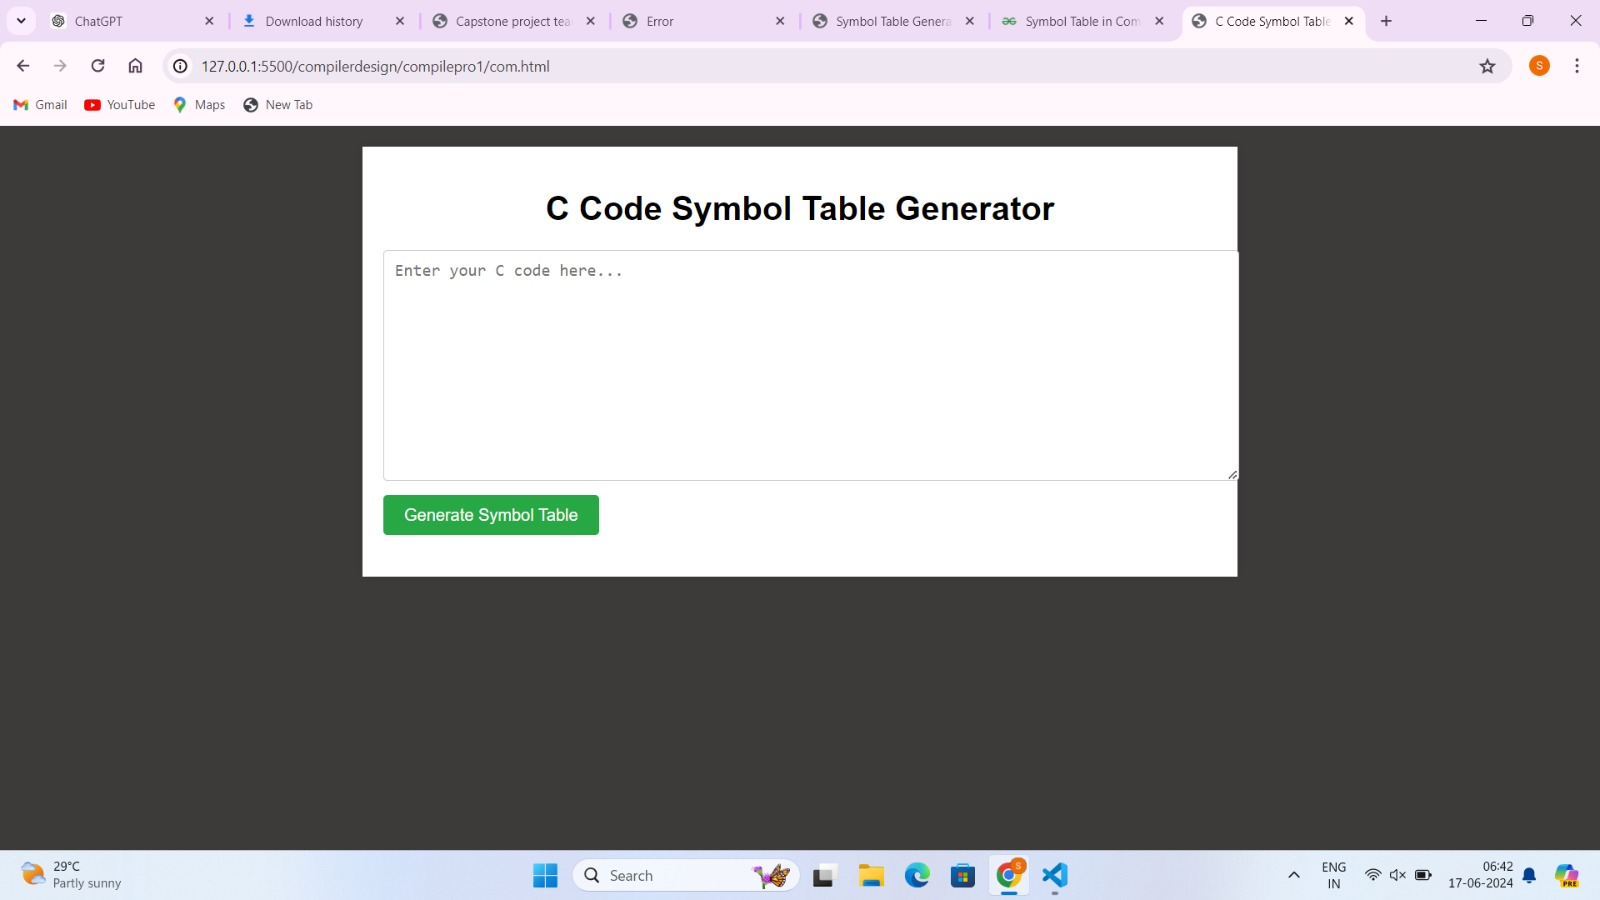 ChatGPT
Download history
Capstone project tea
Error
Symbol Table Genera
Symbol Table in Com
C Code Symbol Table
127.0.0.1:5500/compilerdesign/compilepro1/com.html
S
Gmail
YouTube
Maps
New Tab
C Code Symbol Table Generator
Enter your C code here...
Generate Symbol Table
29°C
Partly sunny
Search
S
ENG
IN
06:42
17-06-2024
PRE